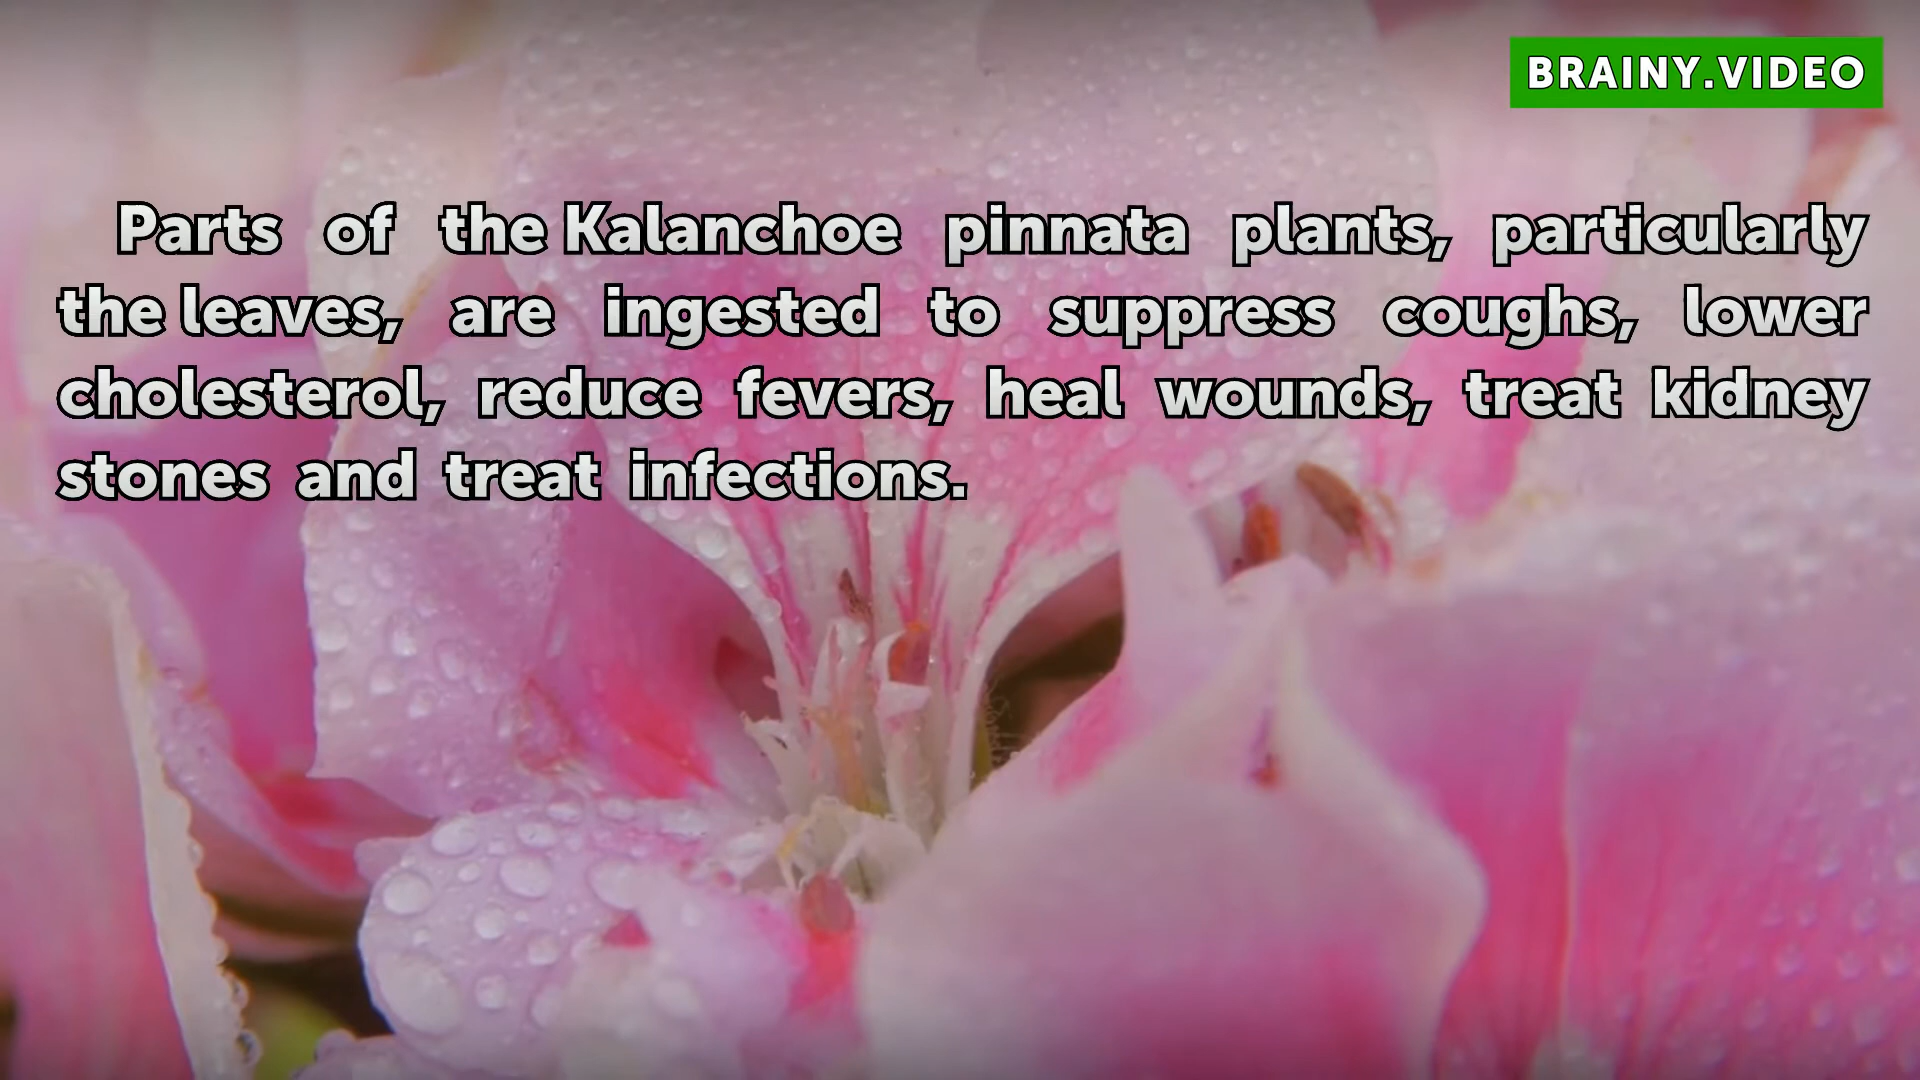 BRAINY.VIDEO
Parts of the Kalanchoe pinnata plants, particularly
the leaves, are ingested to suppress coughs, lower
cholesterol, reduce fevers, heal wounds, treat kidney
stones and treat infections.